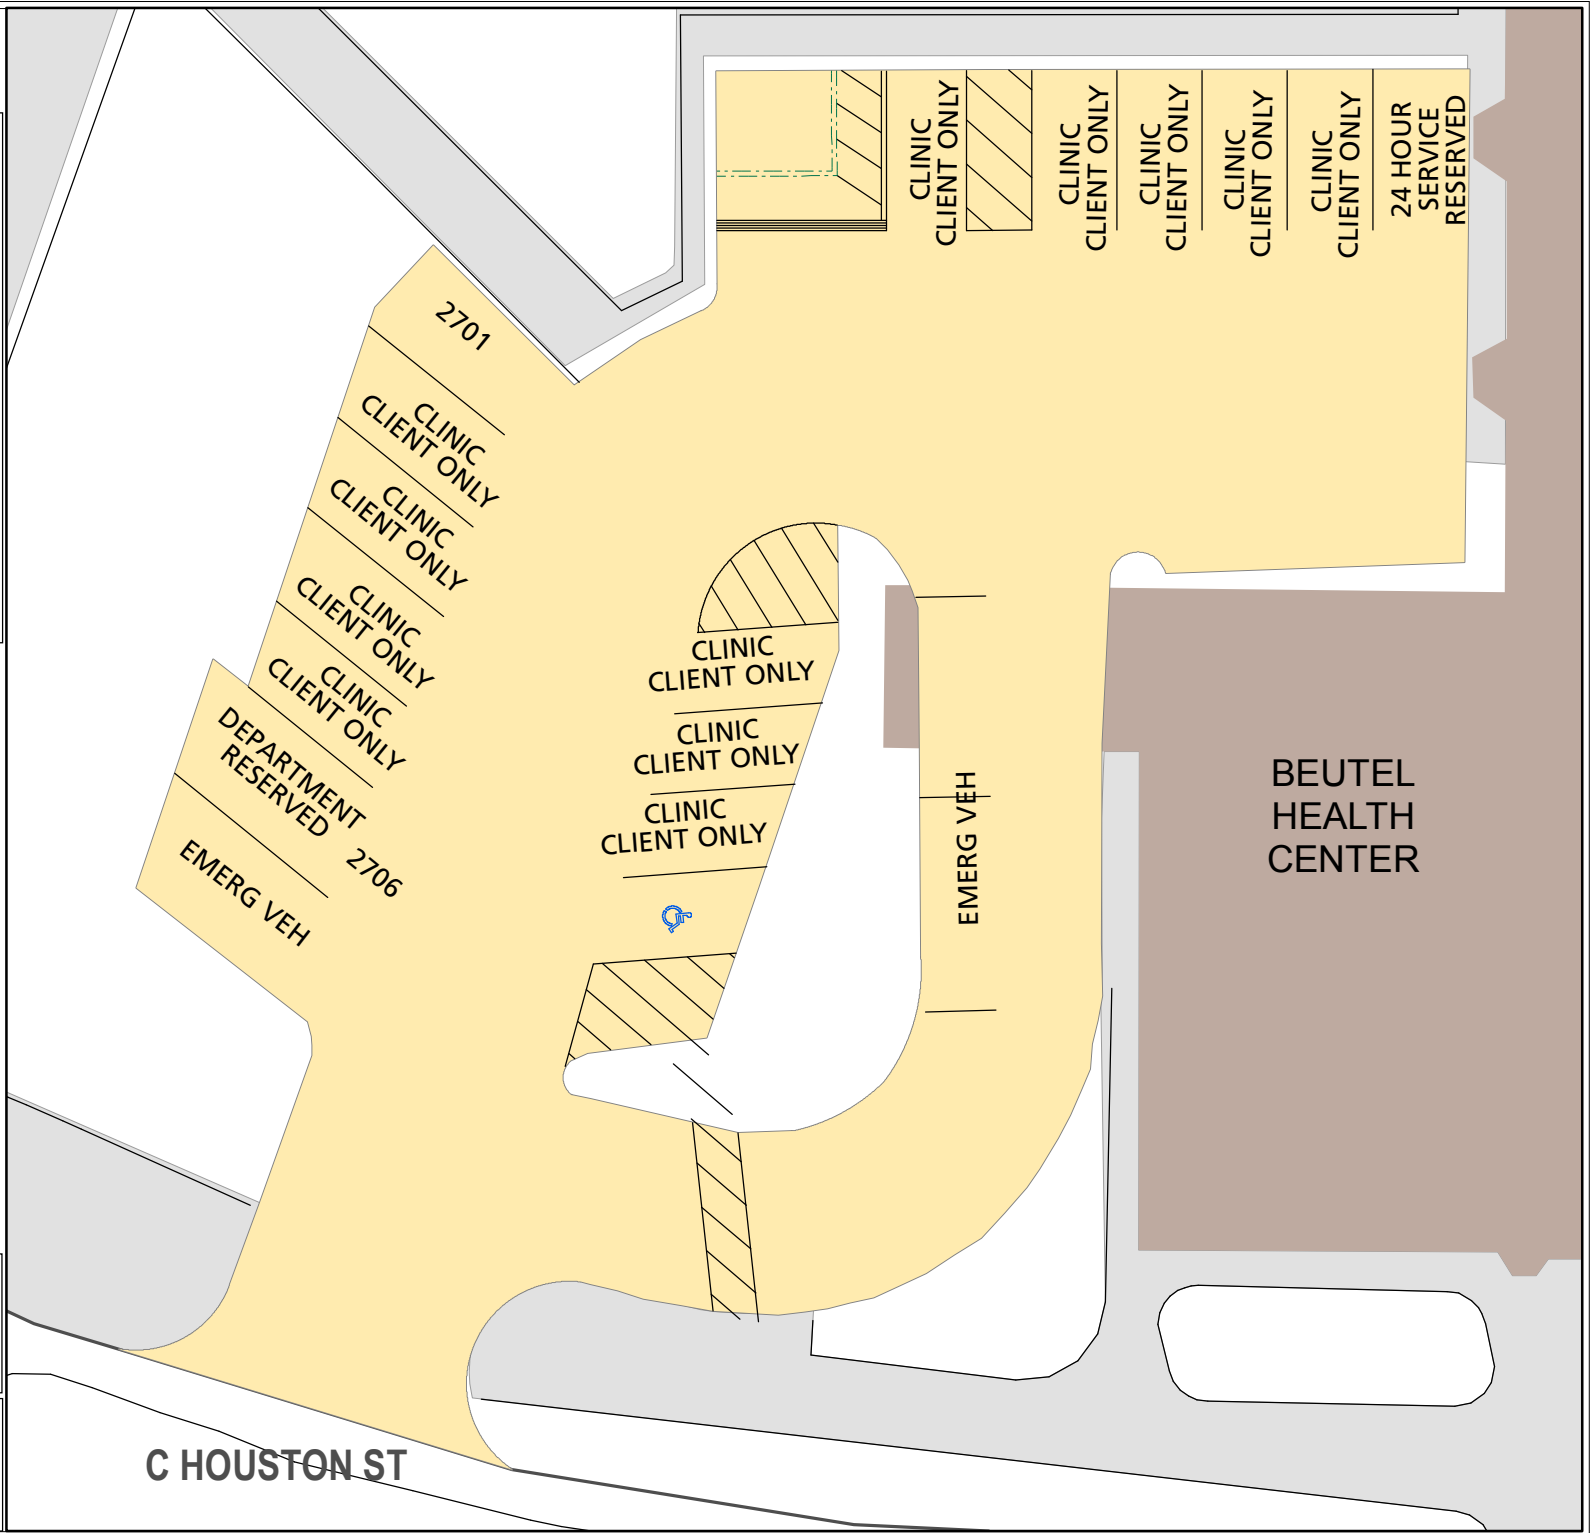 CLINIC
CLIENT ONLY
CLINIC
CLIENT ONLY
CLINIC
CLIENT ONLY
CLINIC
CLIENT ONLY
CLINIC
CLIENT ONLY
24 HOUR
SERVICE
RESERVED
2701
CLINIC
CLIENT ONLY
CLINIC
CLIENT ONLY
CLINIC
CLIENT ONLY
CLINIC
CLIENT ONLY
DEPARTMENT
RESERVED
2706
EMERG VEH
CLINIC
CLIENT ONLY
CLINIC
CLIENT ONLY
CLINIC
CLIENT ONLY
EMERG VEH
BEUTEL
HEALTH
CENTER
C HOUSTON ST